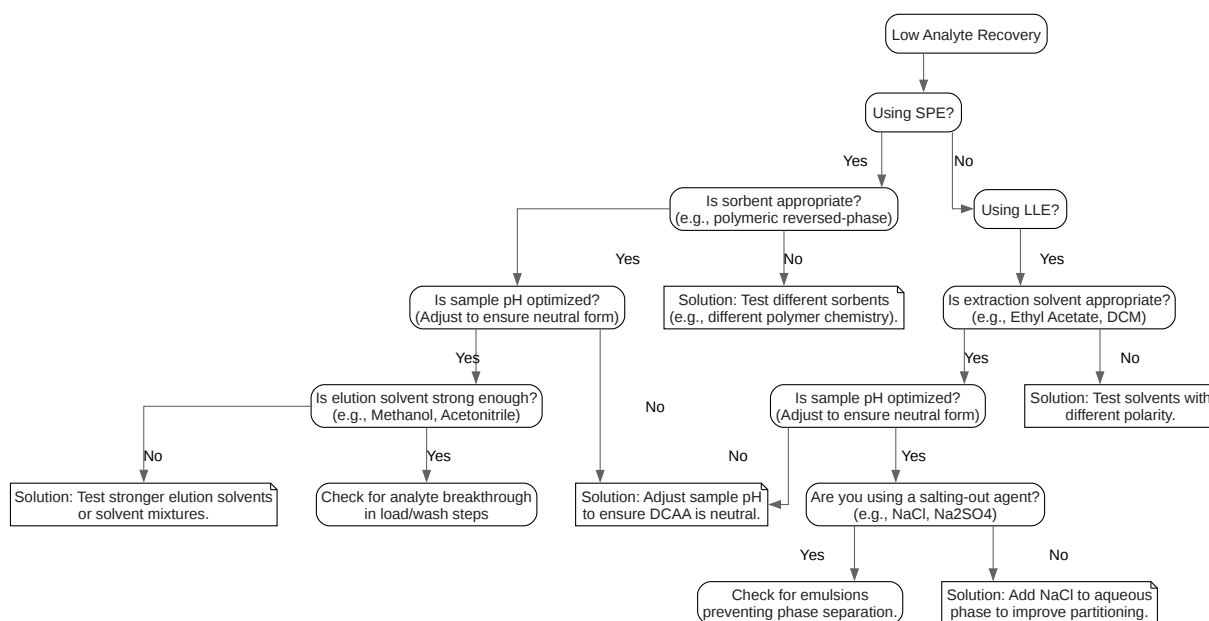 Low Analyte Recovery
Using SPE?
Yes
No
Is sorbent appropriate?
(e.g., polymeric reversed-phase)
Using LLE?
Yes
No
Yes
Is sample pH optimized?
(Adjust to ensure neutral form)
Solution: Test different sorbents
(e.g., different polymer chemistry).
Is extraction solvent appropriate?
(e.g., Ethyl Acetate, DCM)
Yes
Yes
No
Is elution solvent strong enough?
(e.g., Methanol, Acetonitrile)
No
Is sample pH optimized?
(Adjust to ensure neutral form)
Solution: Test solvents with
different polarity.
No
Yes
No
Yes
Solution: Test stronger elution solvents
or solvent mixtures.
Check for analyte breakthrough
in load/wash steps
Solution: Adjust sample pH
to ensure DCAA is neutral.
Are you using a salting-out agent?
(e.g., NaCl, Na2SO4)
Yes
No
Check for emulsions
preventing phase separation.
Solution: Add NaCl to aqueous
phase to improve partitioning.